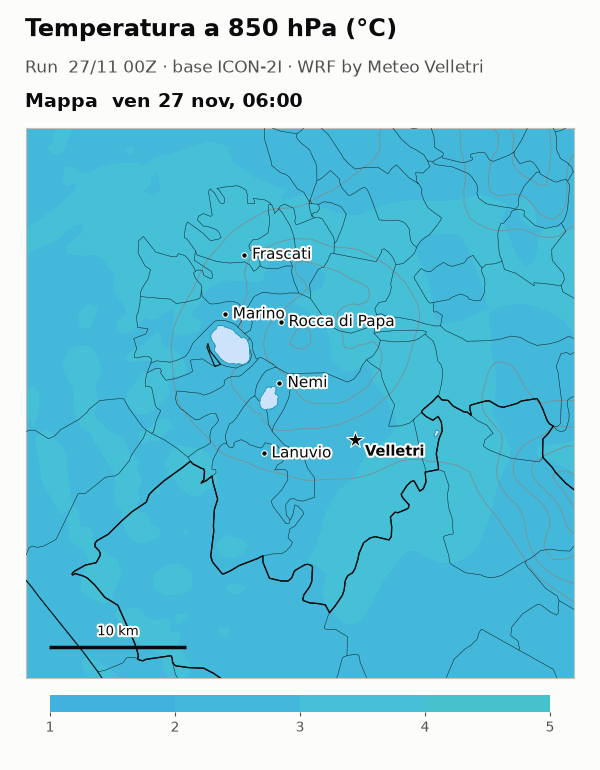 Temperatura a 850 hPa (°C)
Run  27/11 00Z · base ICON-2I · WRF by Meteo Velletri
Mappa  ven 27 nov, 06:00
Frascati
Marino
Rocca di Papa
Nemi
Velletri
Lanuvio
10 km
1 2 3 4 5